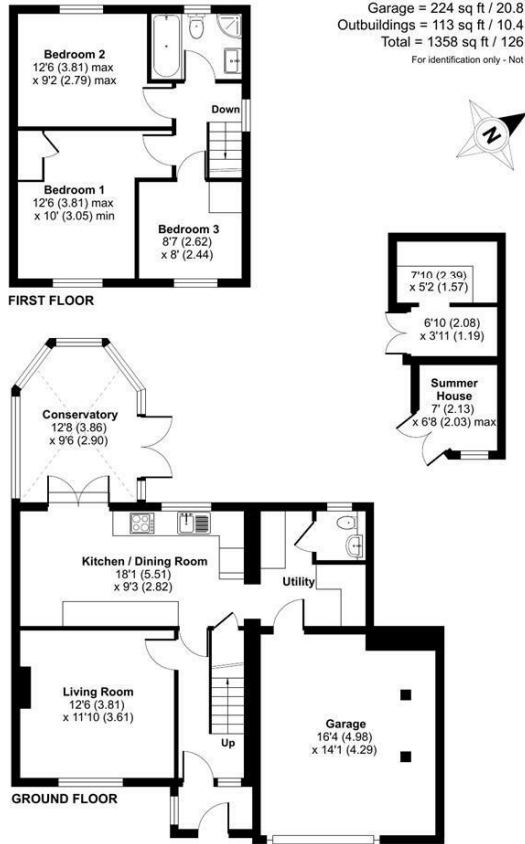 Garage = 224 sq ft / 20.8
Outbuildings = 113 sq ft / 10.4
Total = 1358 sq ft / 126
For identification only - Not
N
Bedroom 2
12'6 (3.81) max
x 9'2 (2.79) max
Down
Bedroom 1
12'6 (3.81) max
x 10' (3.05) min
Bedroom 3
8'7 (2.62)
x 8' (2.44)
FIRST FLOOR
7'10 (2.39)
x 5'2 (1.57)
6'10 (2.08)
x 3'11 (1.19)
Summer
House
7' (2.13)
x 6'8 (2.03) max
Conservatory
12'8 (3.86)
x 9'6 (2.90)
Kitchen / Dining Room
18'1 (5.51)
x 9'3 (2.82)
Utility
Living Room
12'6 (3.81)
x 11'10 (3.61)
Up
Garage
16'4 (4.98)
x 14'1 (4.29)
GROUND FLOOR